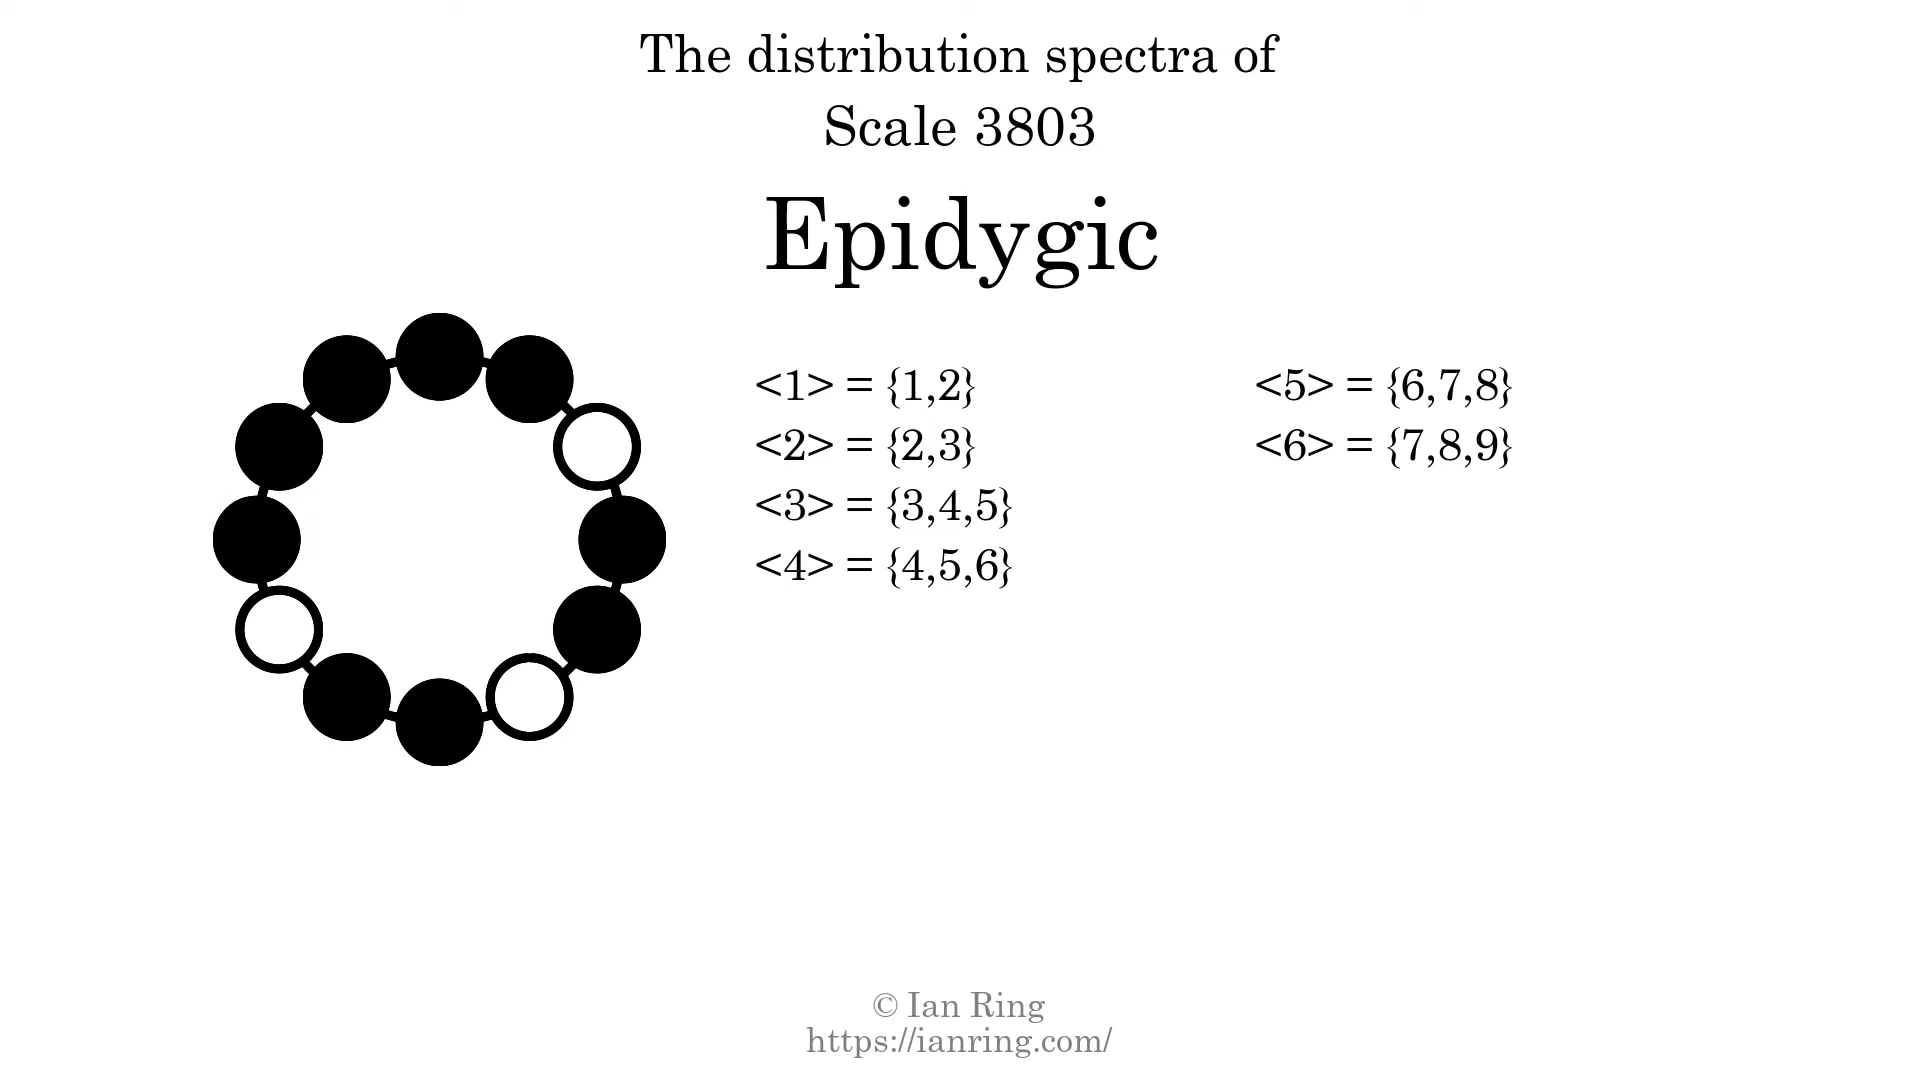 The distribution spectra of
Scale 3803
Epidygic
<1> = {1,2}
<2> = {2,3}
<3> = {3,4,5}
<4> = {4,5,6}
<5> = {6,7,8}
<6> = {7,8,9}
© Ian Ring
https://ianring.com/